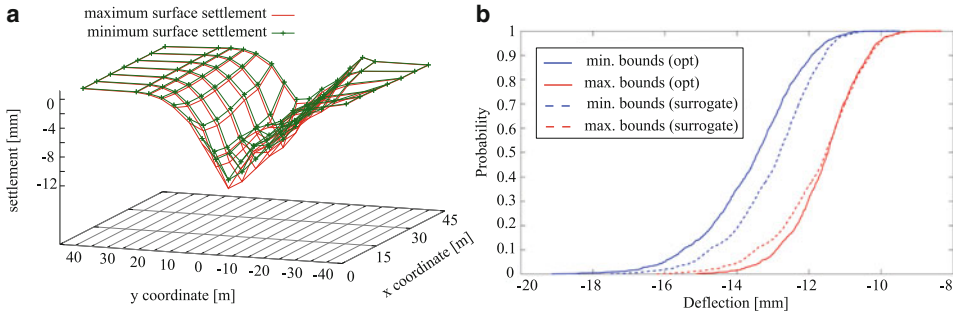 a
maximum surface settlement
minimum surface settlement
settlement [mm]
0
-4
-8
-12
40
30
20
10
0
-10
-20
-30
-40
y coordinate [m]
0
15
30
45
x coordinate [m]
b
min. bounds (opt)
max. bounds (opt)
min. bounds (surrogate)
max. bounds (surrogate)
Probability
1
0.9
0.8
0.7
0.6
0.5
0.4
0.3
0.2
0.1
0
-20
-18
-16
-14
-12
-10
-8
Deflection [mm]